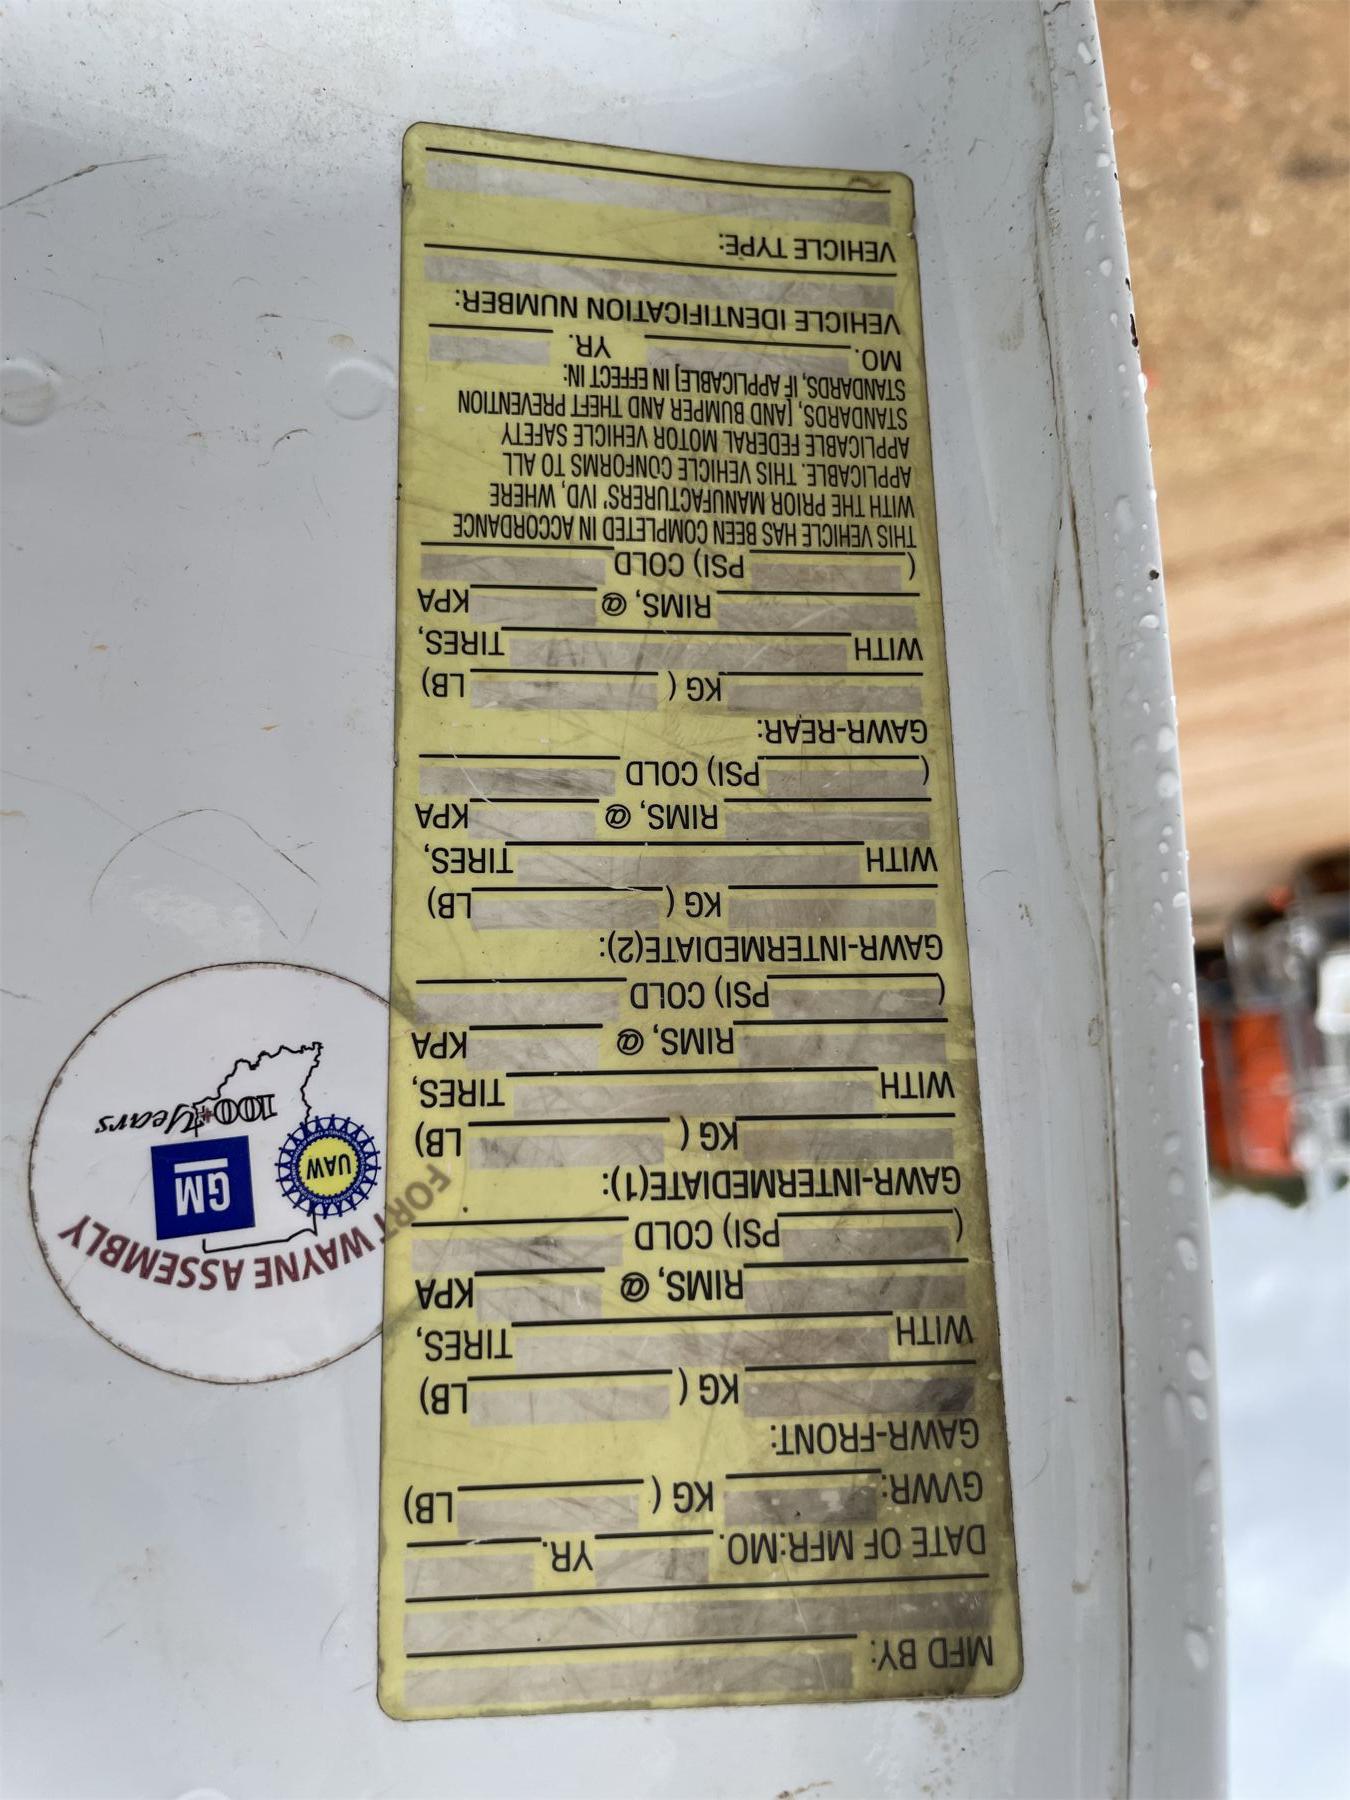 MFD BY:
DATE OF MFR:MO. YR.
GVWR: KG ( LB)
GAWR-FRONT:
KG ( LB)
WITH TIRES,
RIMS, @ KPA
( PSI) COLD
GAWR-INTERMEDIATE(1):
KG ( LB)
WITH TIRES,
RIMS, @ KPA
( PSI) COLD
GAWR-INTERMEDIATE(2):
KG ( LB)
WITH TIRES,
RIMS, @ KPA
( PSI) COLD
GAWR-REAR:
KG ( LB)
WITH TIRES,
RIMS, @ KPA
( PSI) COLD
THIS VEHICLE HAS BEEN COMPLETED IN ACCORDANCE
WITH THE PRIOR MANUFACTURERS' IVD, WHERE
APPLICABLE. THIS VEHICLE CONFORMS TO ALL
APPLICABLE FEDERAL MOTOR VEHICLE SAFETY
STANDARDS, [AND BUMPER AND THEFT PREVENTION
STANDARDS, IF APPLICABLE] IN EFFECT IN:
MO. YR.
VEHICLE IDENTIFICATION NUMBER:
VEHICLE TYPE:
FORT WAYNE ASSEMBLY
UAW
GM
100+ Years